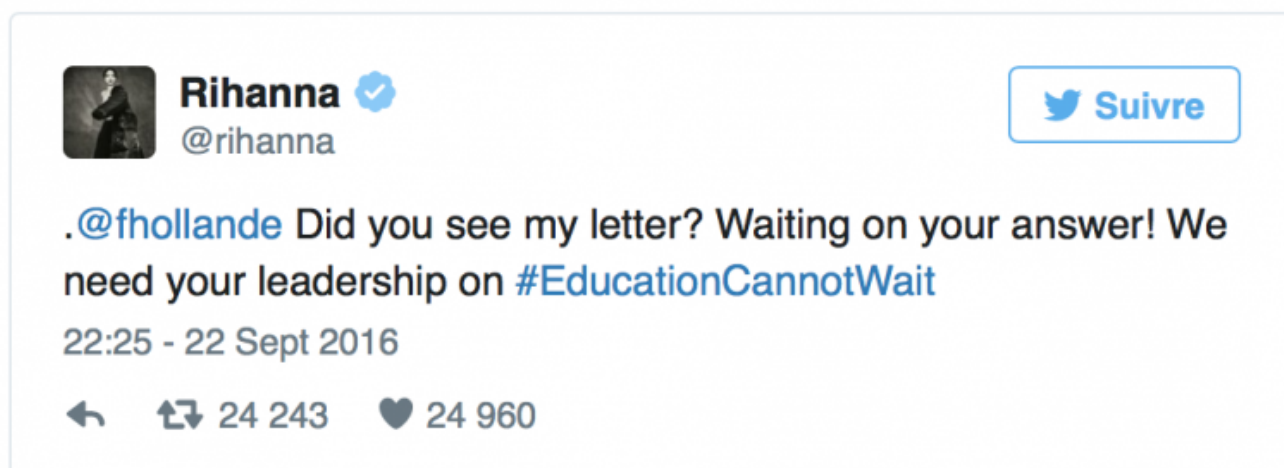 Rihanna
@rihanna
Suivre
.@fhollande Did you see my letter? Waiting on your answer! We
need your leadership on #EducationCannotWait
22:25 - 22 Sept 2016
24 243 24 960